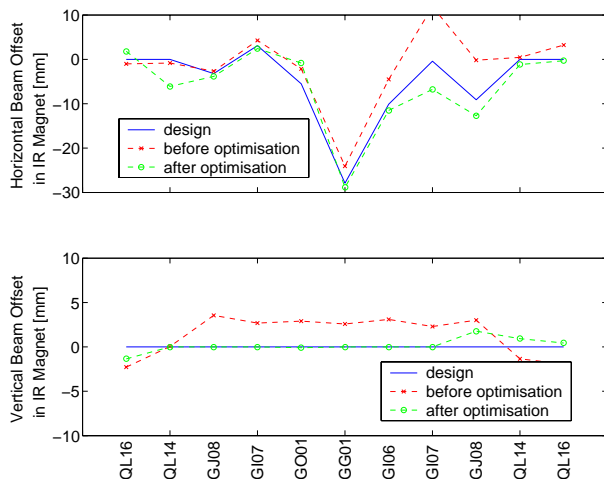 Horizontal Beam Offset
in IR Magnet [mm]
10
0
−10
−20
−30
design
before optimisation
after optimisation
Vertical Beam Offset
in IR Magnet [mm]
10
5
0
−5
−10
design
before optimisation
after optimisation
QL16
QL14
GJ08
GI07
GO01
GG01
GI06
GI07
GJ08
QL14
QL16